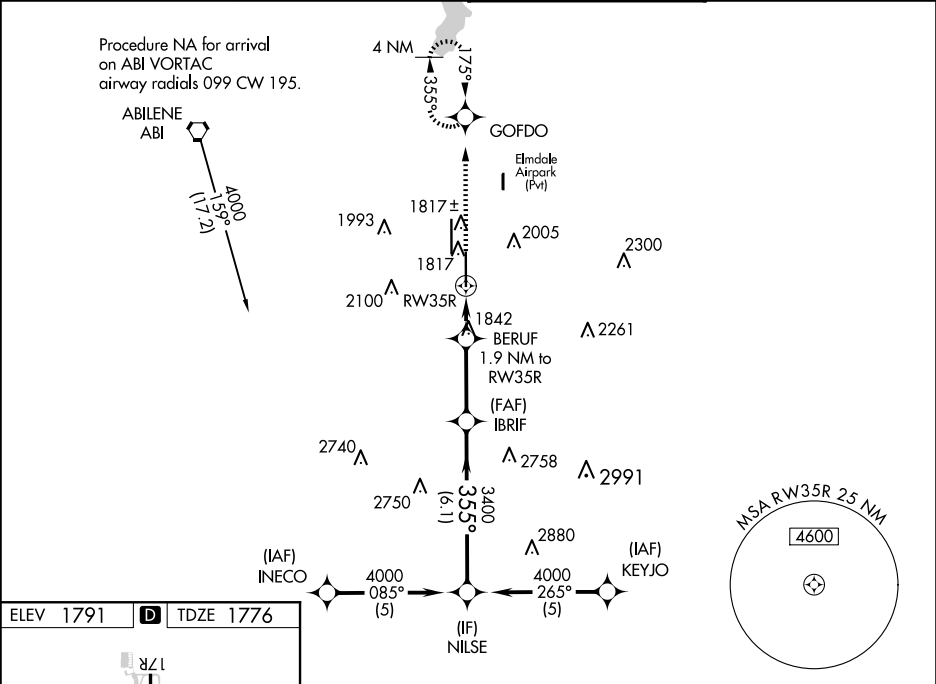 Procedure NA for arrival
on ABI VORTAC
airway radials 099 CW 195.
ABILENE
ABI
4000
159°
(17.2)
4 NM
175°
355°
GOFDO
Elmdale
Airpark
(Pvt)
1993
1817 ±
2005
2300
1817
2100
RW35R
1842
2261
BERUF
1.9 NM to
RW35R
(FAF)
IBRIF
2740
2758
2991
2750
3400
355°
(6.1)
2880
(IAF)
INECO
4000
085°
(5)
(IF)
NILSE
4000
265°
(5)
(IAF)
KEYJO
MSA RW35R 25 NM
4600
ELEV 1791 D TDZE 1776
17R